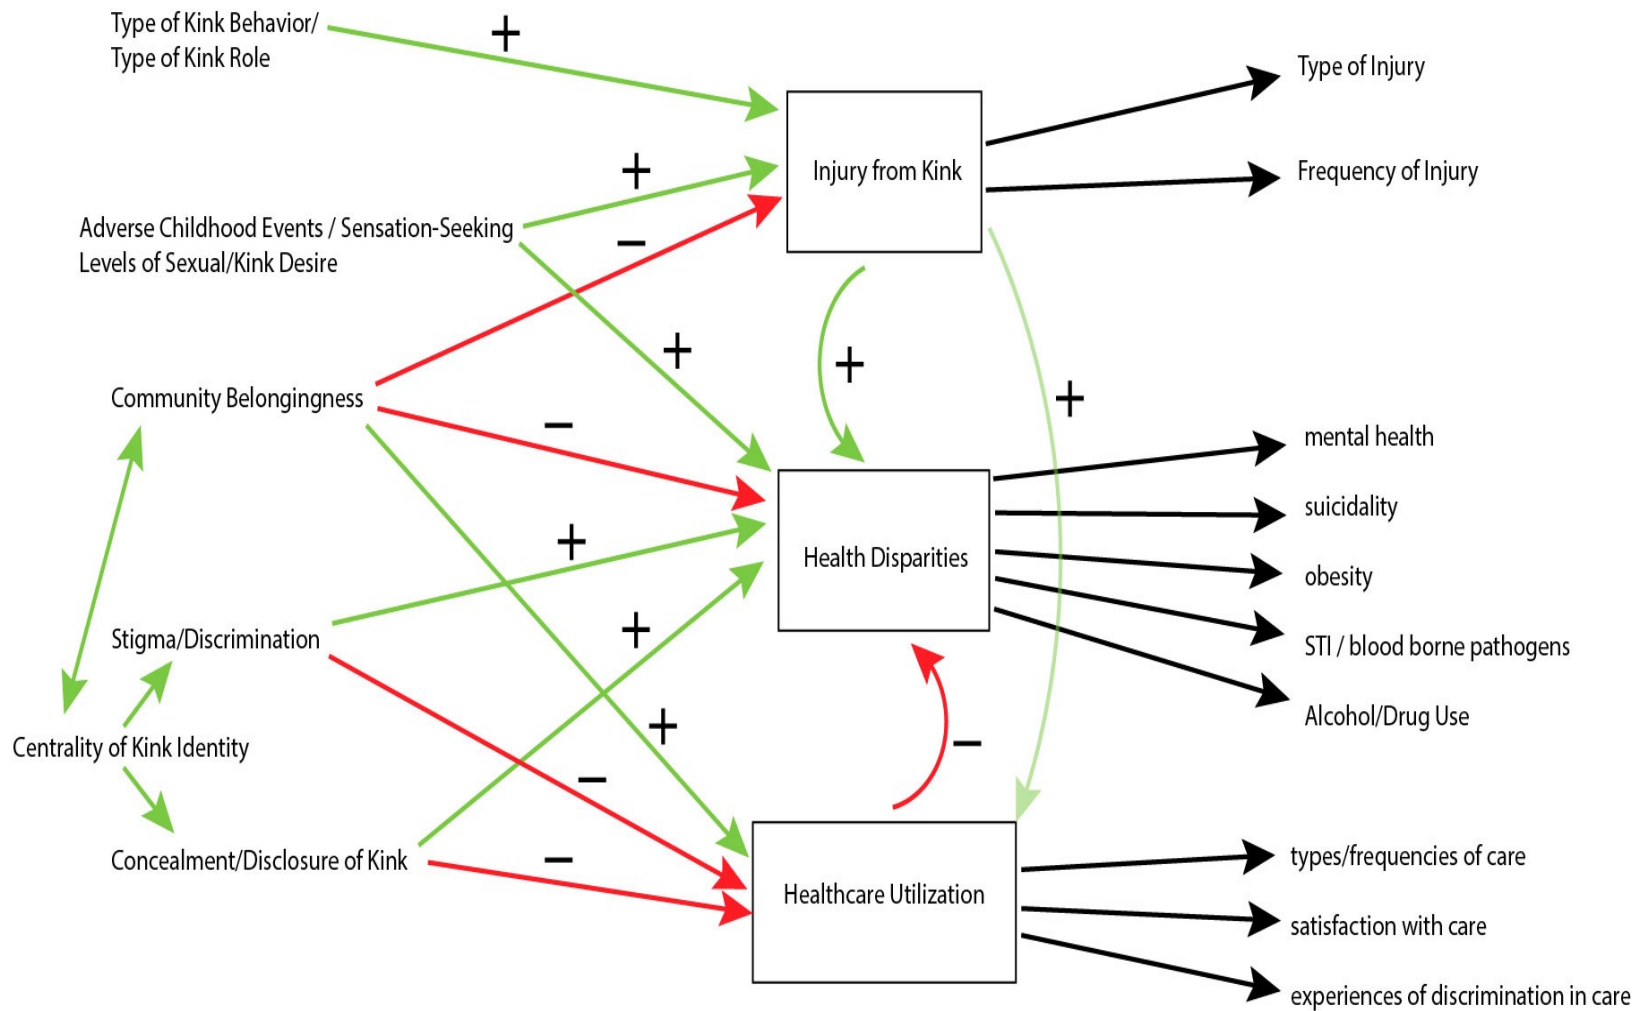 Type of Kink Behavior/
Type of Kink Role
+
Type of Injury
Injury from Kink
Frequency of Injury
+
Adverse Childhood Events / Sensation-Seeking
Levels of Sexual/Kink Desire
−
+
+
+
Community Belongingness
−
mental health
suicidality
+
Health Disparities
obesity
Stigma/Discrimination
+
STI / blood borne pathogens
Alcohol/Drug Use
+
−
Centrality of Kink Identity
−
Concealment/Disclosure of Kink
−
types/frequencies of care
Healthcare Utilization
satisfaction with care
experiences of discrimination in care